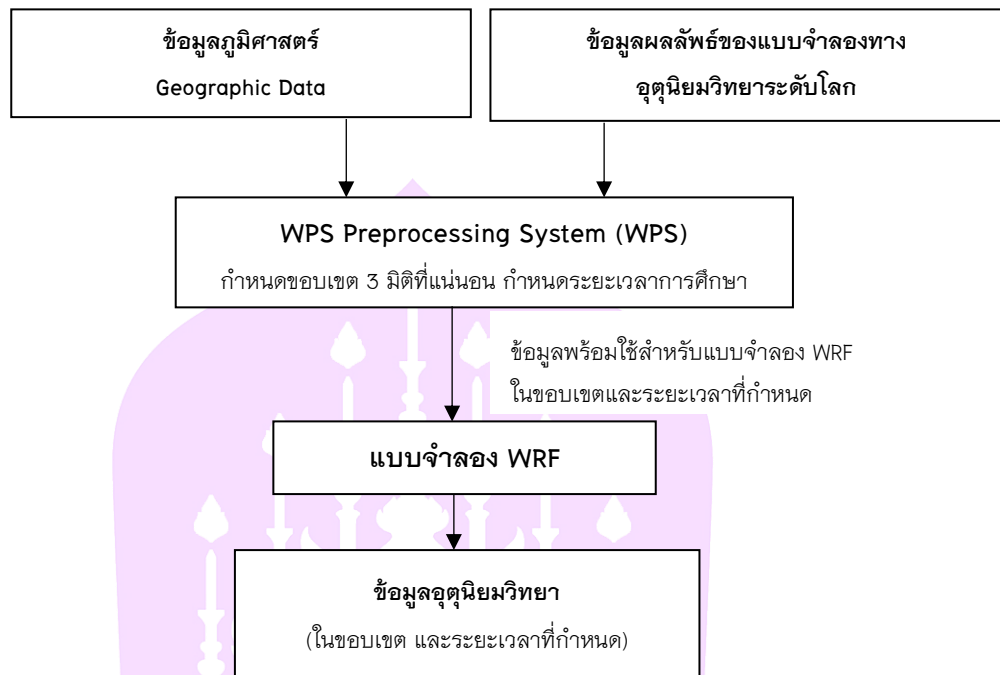 ข้อมูลภูมิศาสตร์
Geographic Data
ข้อมูลผลลัพธ์ของแบบจำลองทาง
อุตุนิยมวิทยาระดับโลก
WPS Preprocessing System (WPS)
กำหนดขอบเขต 3 มิติที่แน่นอน กำหนดระยะเวลาการศึกษา
ข้อมูลพร้อมใช้สำหรับแบบจำลอง WRF
ในขอบเขตและระยะเวลาที่กำหนด
แบบจำลอง WRF
ข้อมูลอุตุนิยมวิทยา
(ในขอบเขต และระยะเวลาที่กำหนด)